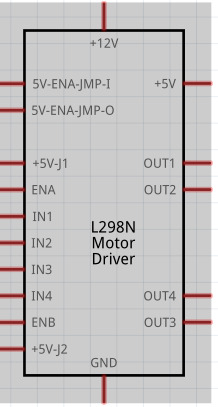 +12V
5V-ENA-JMP-I
+5V
5V-ENA-JMP-O
+5V-J1
OUT1
ENA
OUT2
IN1
IN2
L298N
Motor
Driver
IN3
IN4
OUT4
ENB
OUT3
+5V-J2
GND